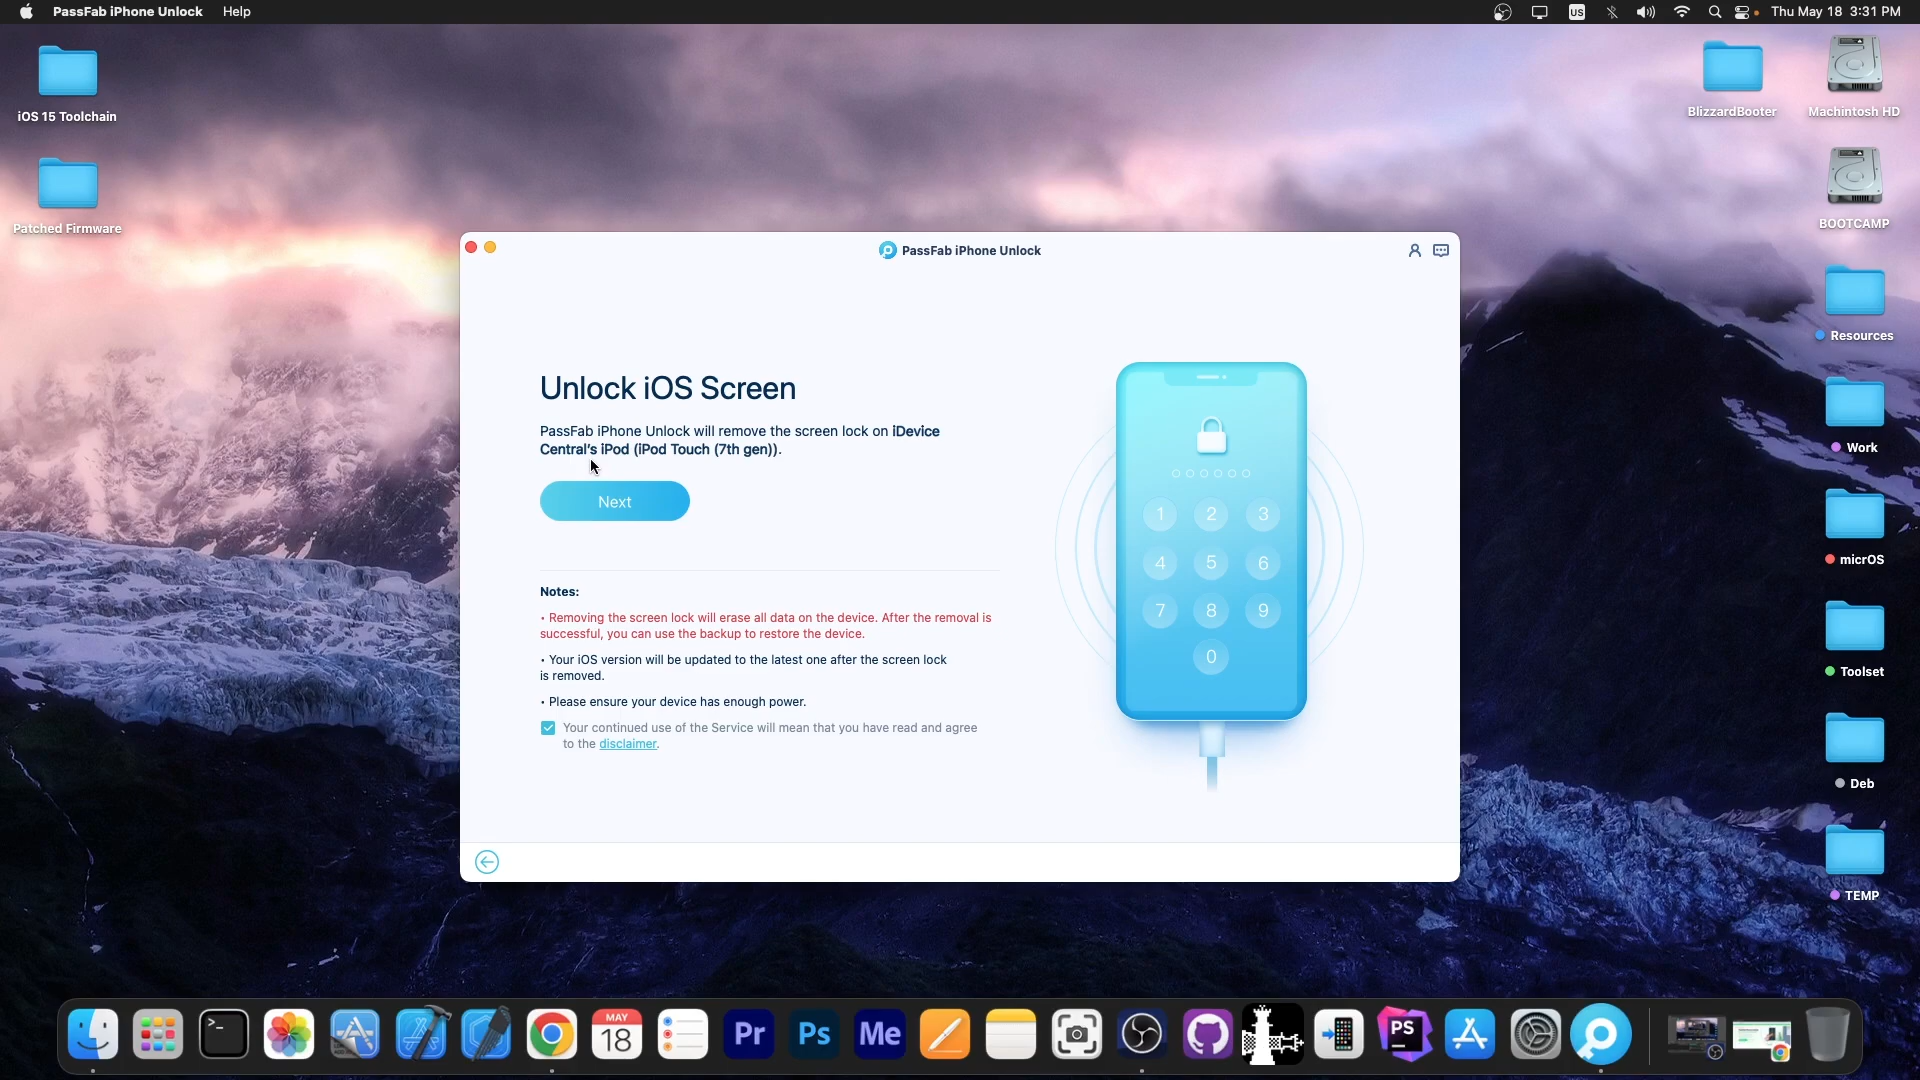 PassFab iPhone Unlock Help
US
Thu May 18 3:31 PM
iOS 15 Toolchain
Patched Firmware
BlizzardBooter
Machintosh HD
BOOTCAMP
Resources
Work
micrOS
Toolset
Deb
TEMP
PassFab iPhone Unlock
Unlock iOS Screen
PassFab iPhone Unlock will remove the screen lock on iDevice
Central's iPod (iPod Touch (7th gen)).
Next
Notes:
• Removing the screen lock will erase all data on the device. After the removal is
successful, you can use the backup to restore the device.
• Your iOS version will be updated to the latest one after the screen lock
is removed.
• Please ensure your device has enough power.
Your continued use of the Service will mean that you have read and agree
to the disclaimer.
1 2 3
4 5 6
7 8 9
0
>_
MAY
18
Pr
Ps
Me
PS